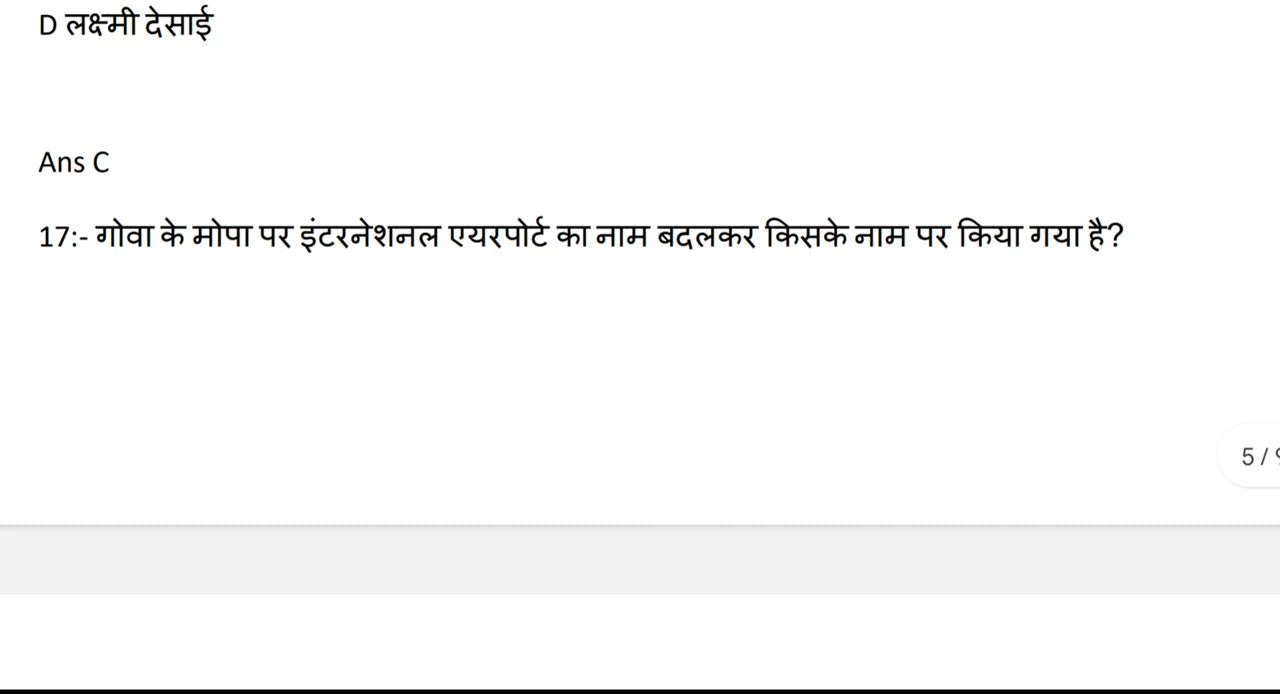 D लक्ष्मी देसाई
Ans C
17:- गोवा के मोपा पर इंटरनेशनल एयरपोर्ट का नाम बदलकर किसके नाम पर किया गया है?
5 /